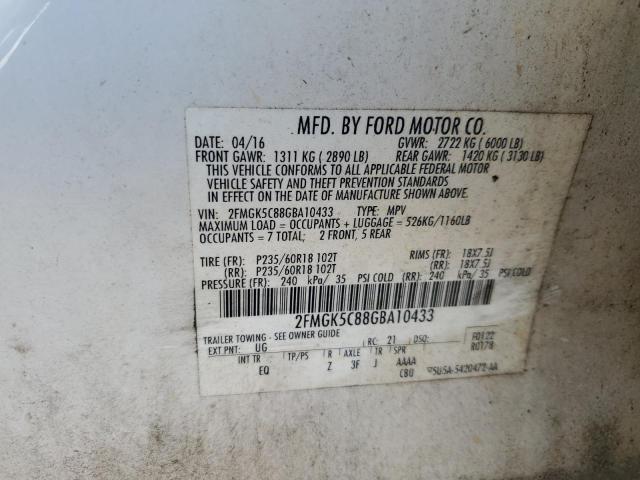 MFD. BY FORD MOTOR CO.
DATE: 04/16 GVWR: 2722 KG ( 6000 LB)
FRONT GAWR: 1311 KG ( 2890 LB) REAR GAWR: 1420 KG ( 3130 LB)
THIS VEHICLE CONFORMS TO ALL APPLICABLE FEDERAL MOTOR
VEHICLE SAFETY AND THEFT PREVENTION STANDARDS
IN EFFECT ON THE DATE OF MANUFACTURE SHOWN ABOVE.
VIN: 2FMGK5C88GBA10433 TYPE: MPV
MAXIMUM LOAD = OCCUPANTS + LUGGAGE = 526KG/1160LB
OCCUPANTS = 7 TOTAL; 2 FRONT, 5 REAR
TIRE (FR): P235/60R18 102T RIMS (FR): 18X7.5J
(RR): P235/60R18 102T (RR): 18X7.5J
PRESSURE (FR): 240 kPa/ 35 PSI COLD (RR): 240 kPa/ 35 PSI COLD
2FMGK5C88GBA10433
TRAILER TOWING - SEE OWNER GUIDE F0122
EXT PNT: UG RC: 21 DSO: R0178
INT TR TP/PS R AXLE TR SPR
EQ Z 3F J AAAA
CBU